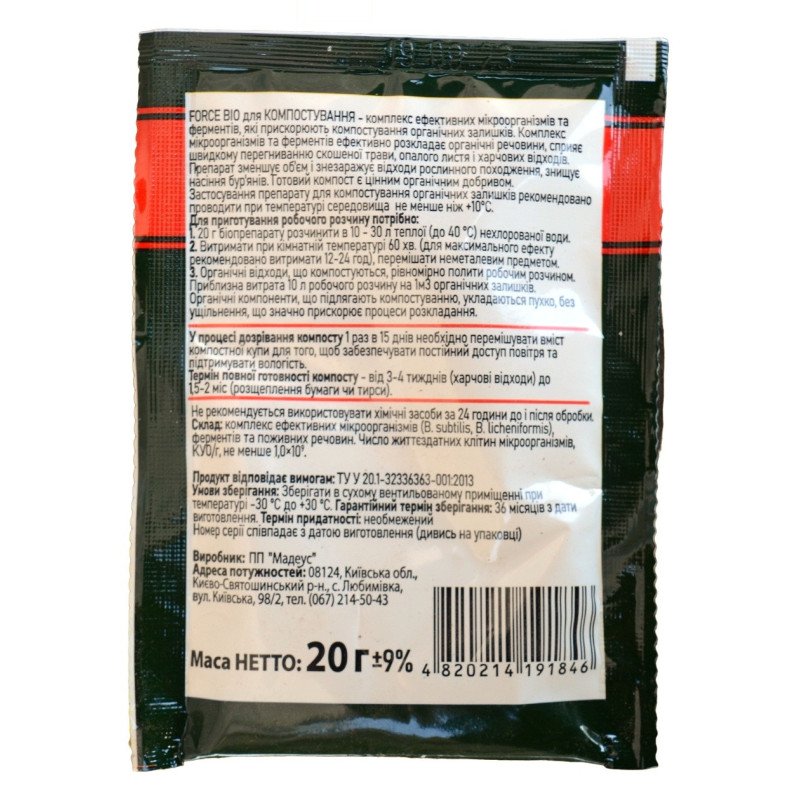 FORCE BIO для КОМПОСТУВАННЯ - комплекс ефективних мікроорганізмів та
ферментів, які прискорюють компостування органічних залишків. Комплекс
мікроорганізмів та ферментів ефективно розкладає органічні речовини, сприяє
швидкому перегниванню скошеної трави, опалого листя і харчових відходів.
Препарат зменшує об'єм і знезаражує відходи рослинного походження, знищує
насіння бур'янів. Готовий компост є цінним органічним добривом.
Застосування препарату для компостування органічних залишків рекомендовано
проводити при температурі середовища не менше ніж +10°С.
Для приготування робочого розчину потрібно:
1. 20 г біопрепарату розчинити в 10 - 30 л теплої (до 40 °С) нехлорованої води.
2. Витримати при кімнатній температурі 60 хв. (для максимального ефекту
рекомендовано витримати 12-24 год), перемішати неметалевим предметом.
3. Органічні відходи, що компостуються, рівномірно полити робочим розчином.
Приблизна витрата 10 л робочого розчину на 1м3 органічних залишків.
Органічні компоненти, що підлягають компостуванню, укладаються пухко, без
ущільнення, що значно прискорює процеси розкладання.
У процесі дозрівання компосту 1 раз в 15 днів необхідно перемішувати вміст
компостної купи для того, щоб забезпечувати постійний доступ повітря та
підтримувати вологість.
Термін повної готовності компосту - від 3-4 тижднів (харчові відходи) до
1,5-2 міс (розщеплення бумаги чи тирси).
Не рекомендується використовувати хімічні засоби за 24 години до і після обробки.
Склад: комплекс ефективних мікроорганізмів (B. subtilis, B. licheniformis),
ферментів та поживних речовин. Число життєздатних клітин мікроорганізмів,
КУО/г, не менше 1,0×10⁹.
Продукт відповідає вимогам: ТУ У 20.1-32336363-001:2013
Умови зберігання: Зберігати в сухому вентильованому приміщенні при
температурі -30 °С до +30 °С. Гарантійний термін зберігання: 36 місяців з дати
виготовлення. Термін придатності: необмежений
Номер серії співпадає з датою виготовлення (дивись на упаковці)
Виробник: ПП "Мадеус"
Адреса потужностей: 08124, Київська обл.,
Києво-Святошинський р-н., с. Любимівка,
вул. Київська, 98/2, тел. (067) 214-50-43
Маса НЕТТО: 20 г ±9%
4 820214 191846